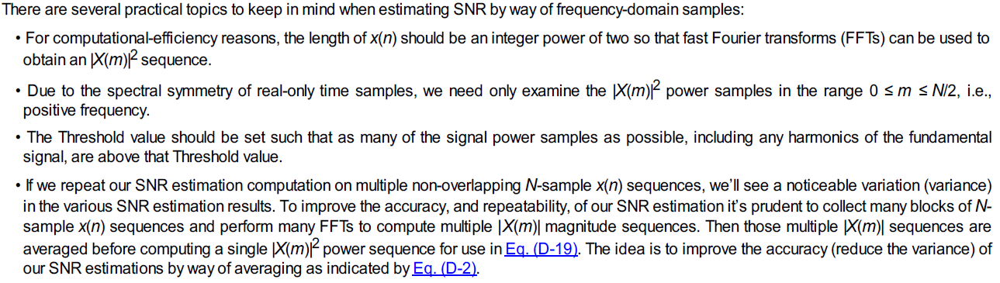 There are several practical topics to keep in mind when estimating SNR by way of frequency-domain samples:
• For computational-efficiency reasons, the length of x(n) should be an integer power of two so that fast Fourier transforms (FFTs) can be used to
obtain an |X(m)|² sequence.
• Due to the spectral symmetry of real-only time samples, we need only examine the |X(m)|² power samples in the range 0 ≤ m ≤ N/2, i.e.,
positive frequency.
• The Threshold value should be set such that as many of the signal power samples as possible, including any harmonics of the fundamental
signal, are above that Threshold value.
• If we repeat our SNR estimation computation on multiple non-overlapping N-sample x(n) sequences, we’ll see a noticeable variation (variance)
in the various SNR estimation results. To improve the accuracy, and repeatability, of our SNR estimation it’s prudent to collect many blocks of N-
sample x(n) sequences and perform many FFTs to compute multiple |X(m)| magnitude sequences. Then those multiple |X(m)| sequences are
averaged before computing a single |X(m)|² power sequence for use in Eq. (D-19). The idea is to improve the accuracy (reduce the variance) of
our SNR estimations by way of averaging as indicated by Eq. (D-2).